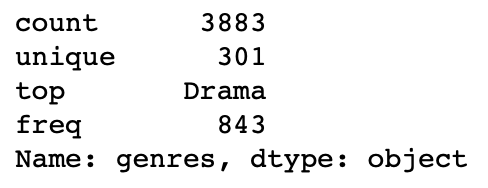 count 3883
unique 301
top Drama
freq 843
Name: genres, dtype: object